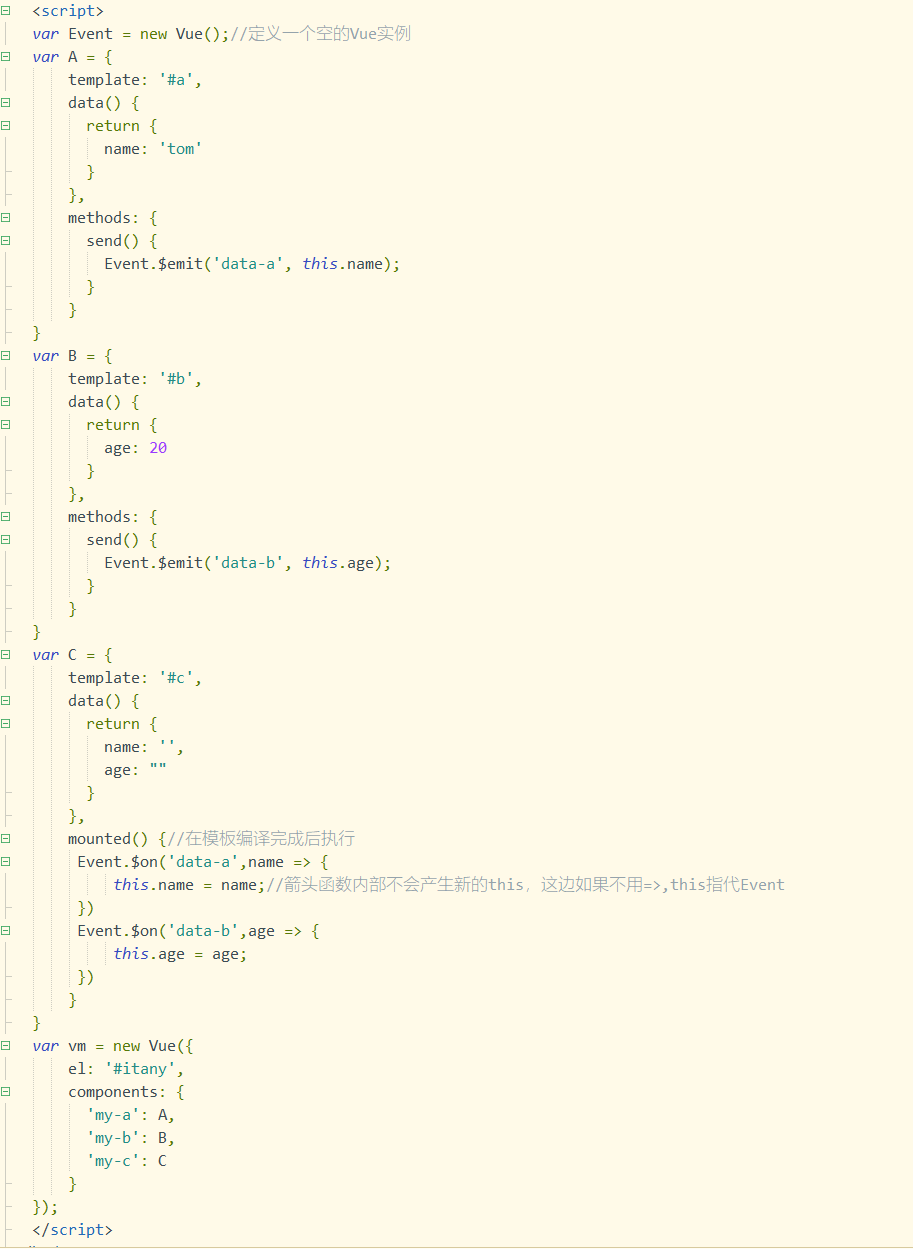 <script>
var Event = new Vue();//定义一个空的Vue实例
var A = {
template: '#a',
data() {
return {
name: 'tom'
}
},
methods: {
send() {
Event.$emit('data-a', this.name);
}
}
}
var B = {
template: '#b',
data() {
return {
age: 20
}
},
methods: {
send() {
Event.$emit('data-b', this.age);
}
}
}
var C = {
template: '#c',
data() {
return {
name: '',
age: ""
}
},
mounted() {//在模板编译完成后执行
Event.$on('data-a',name => {
this.name = name;//箭头函数内部不会产生新的this，这边如果不用=>,this指代Event
})
Event.$on('data-b',age => {
this.age = age;
})
}
}
var vm = new Vue({
el: '#itany',
components: {
'my-a': A,
'my-b': B,
'my-c': C
}
});
</script>